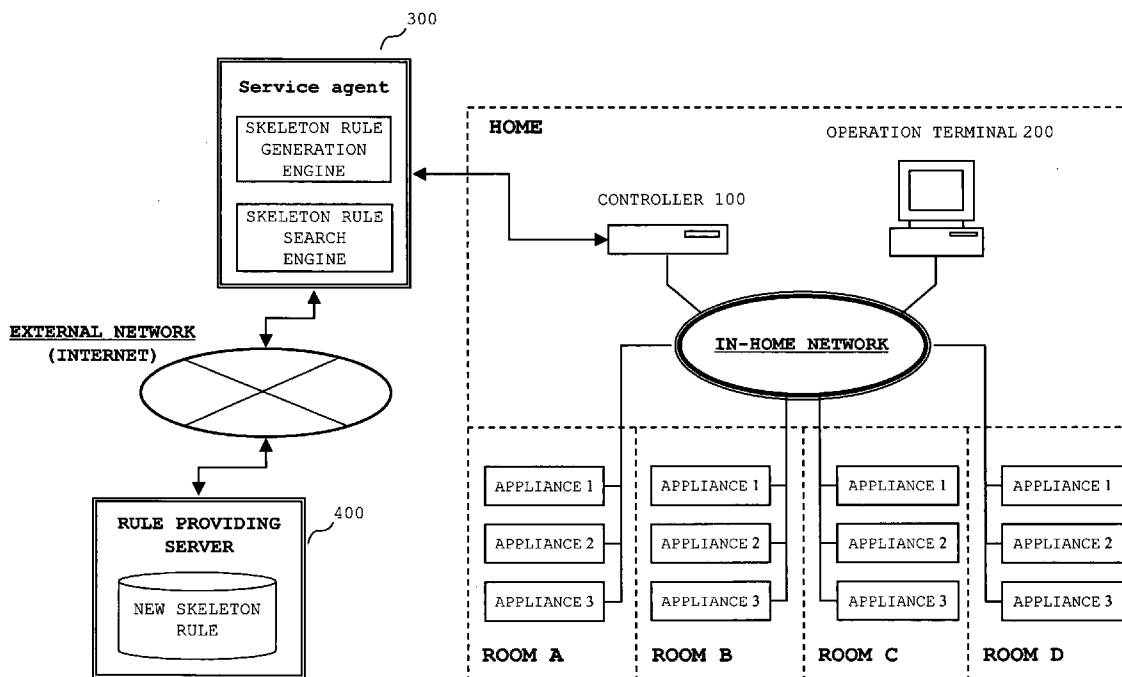 300
Service agent
SKELETON RULE
GENERATION
ENGINE
SKELETON RULE
SEARCH
ENGINE
EXTERNAL NETWORK
(INTERNET)
400
RULE PROVIDING
SERVER
NEW SKELETON
RULE
HOME
OPERATION TERMINAL 200
CONTROLLER 100
IN-HOME NETWORK
APPLIANCE 1
APPLIANCE 2
APPLIANCE 3
ROOM A
APPLIANCE 1
APPLIANCE 2
APPLIANCE 3
ROOM B
APPLIANCE 1
APPLIANCE 2
APPLIANCE 3
ROOM C
APPLIANCE 1
APPLIANCE 2
APPLIANCE 3
ROOM D